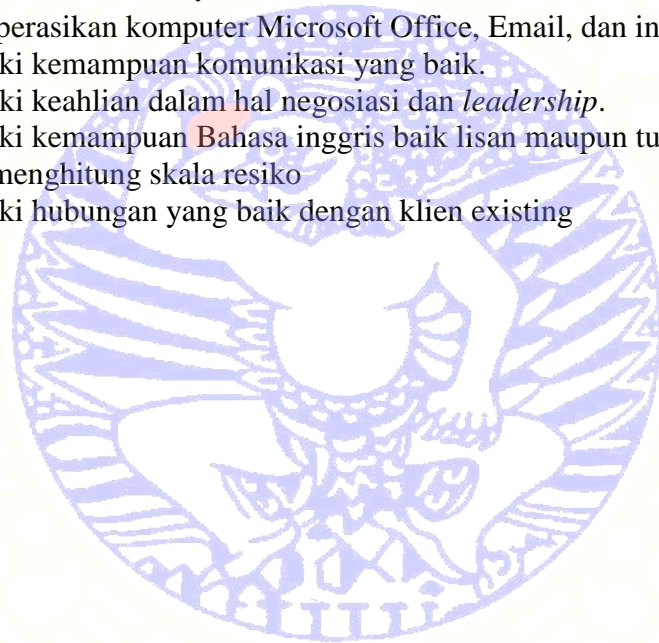 perasikan komputer Microsoft Office, Email, dan in
ki kemampuan komunikasi yang baik.
ki keahlian dalam hal negosiasi dan leadership.
ki kemampuan Bahasa inggris baik lisan maupun tu
menghitung skala resiko
ki hubungan yang baik dengan klien existing